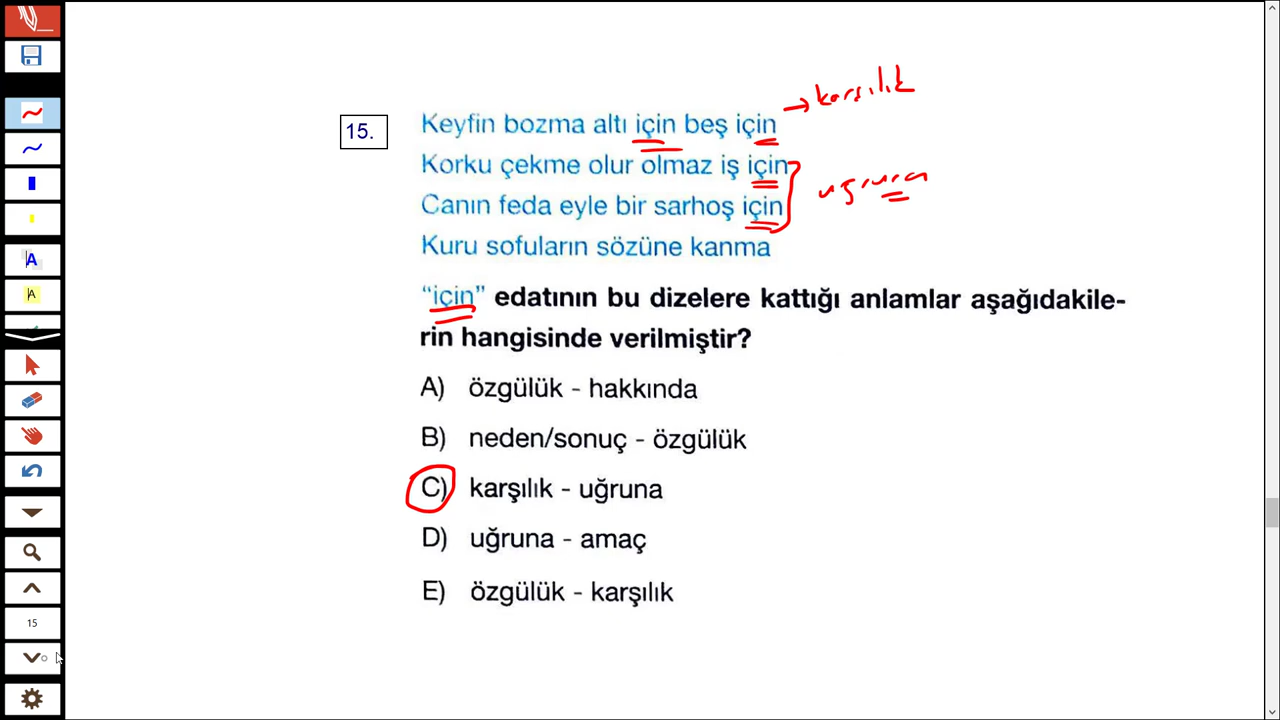 karşılık
15.
Keyfin bozma altı için beş için
Korku çekme olur olmaz iş için
uğruna
Canın feda eyle bir sarhoş için
Kuru sofuların sözüne kanma
“için” edatının bu dizelere kattığı anlamlar aşağıdakile-
rin hangisinde verilmiştir?
A) özgülük - hakkında
B) neden/sonuç - özgülük
C) karşılık - uğruna
D) uğruna - amaç
E) özgülük - karşılık
A
A
15